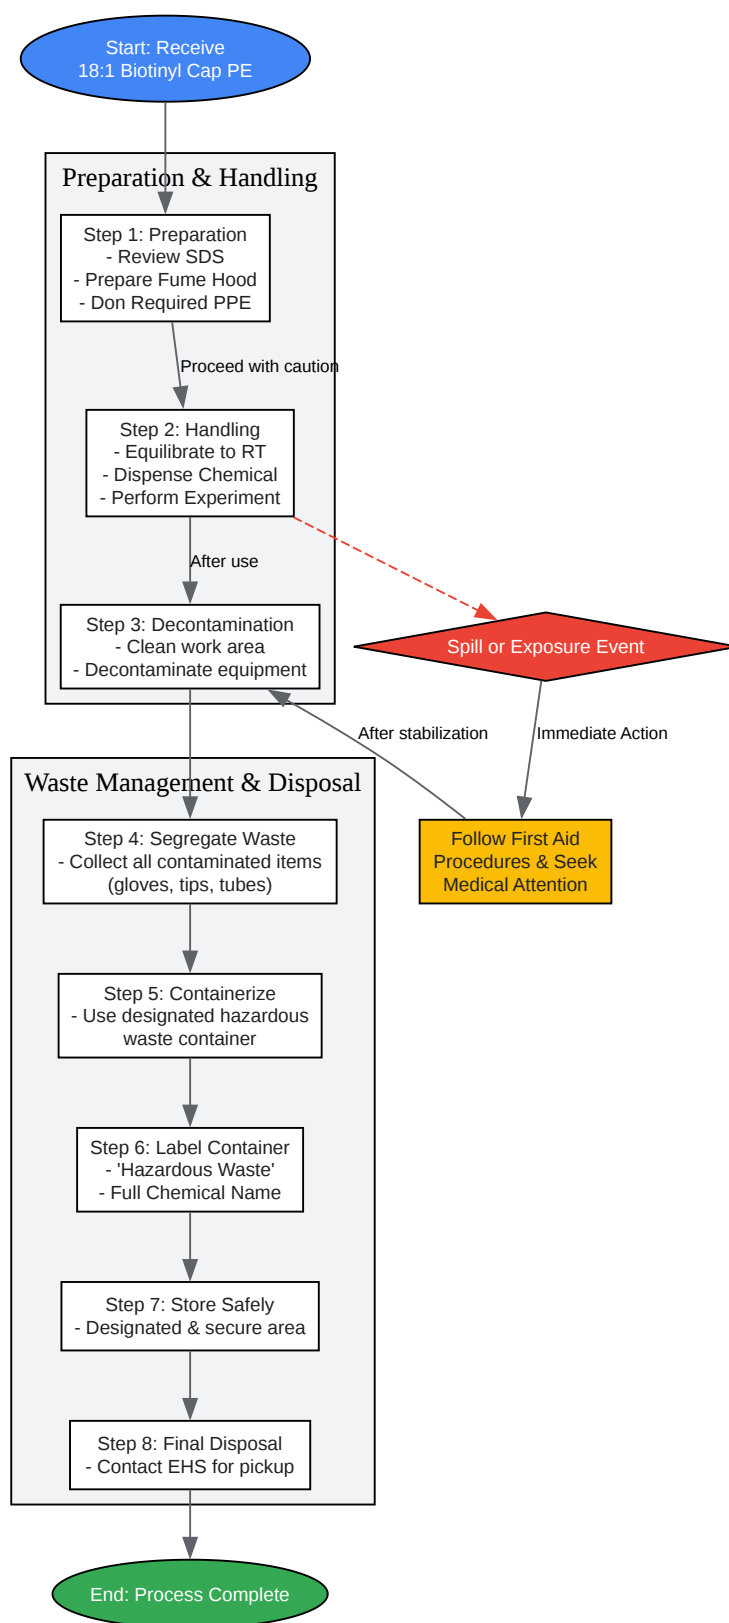 Start: Receive
18:1 Biotinyl Cap PE
Preparation & Handling
Step 1: Preparation
- Review SDS
- Prepare Fume Hood
- Don Required PPE
Proceed with caution
Step 2: Handling
- Equilibrate to RT
- Dispense Chemical
- Perform Experiment
After use
Step 3: Decontamination
- Clean work area
- Decontaminate equipment
Spill or Exposure Event
After stabilization
Immediate Action
Follow First Aid
Procedures & Seek
Medical Attention
Waste Management & Disposal
Step 4: Segregate Waste
- Collect all contaminated items
(gloves, tips, tubes)
Step 5: Containerize
- Use designated hazardous
waste container
Step 6: Label Container
- 'Hazardous Waste'
- Full Chemical Name
Step 7: Store Safely
- Designated & secure area
Step 8: Final Disposal
- Contact EHS for pickup
End: Process Complete